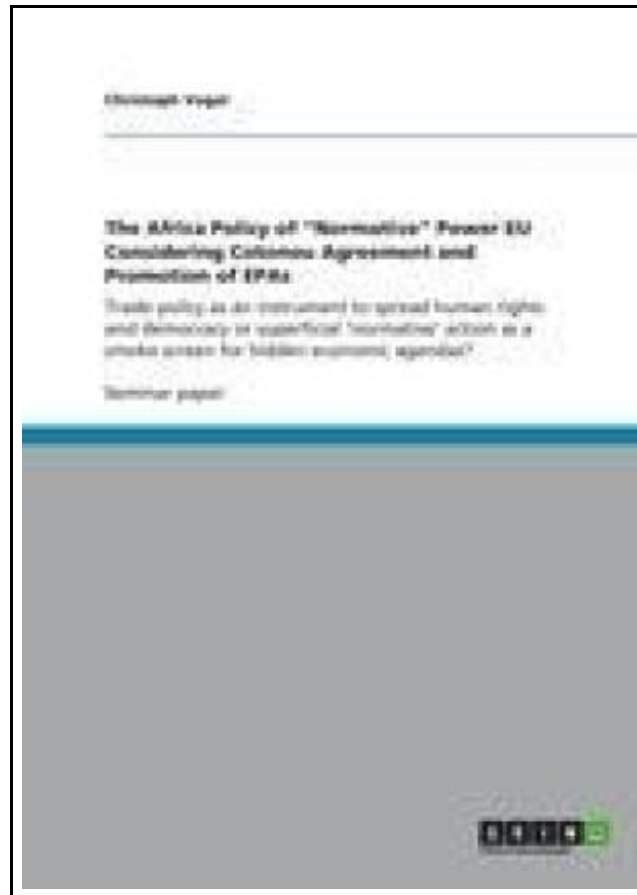 Christoph Vogel
The Africa Policy of "Normative" Power EU
Considering Cotonou Agreement and
Promotion of EPAs
Trade policy as an instrument to spread human rights
and democracy or superficial 'normative' action as a
smoke screen for hidden economic agendas?
Seminar paper
GRIN